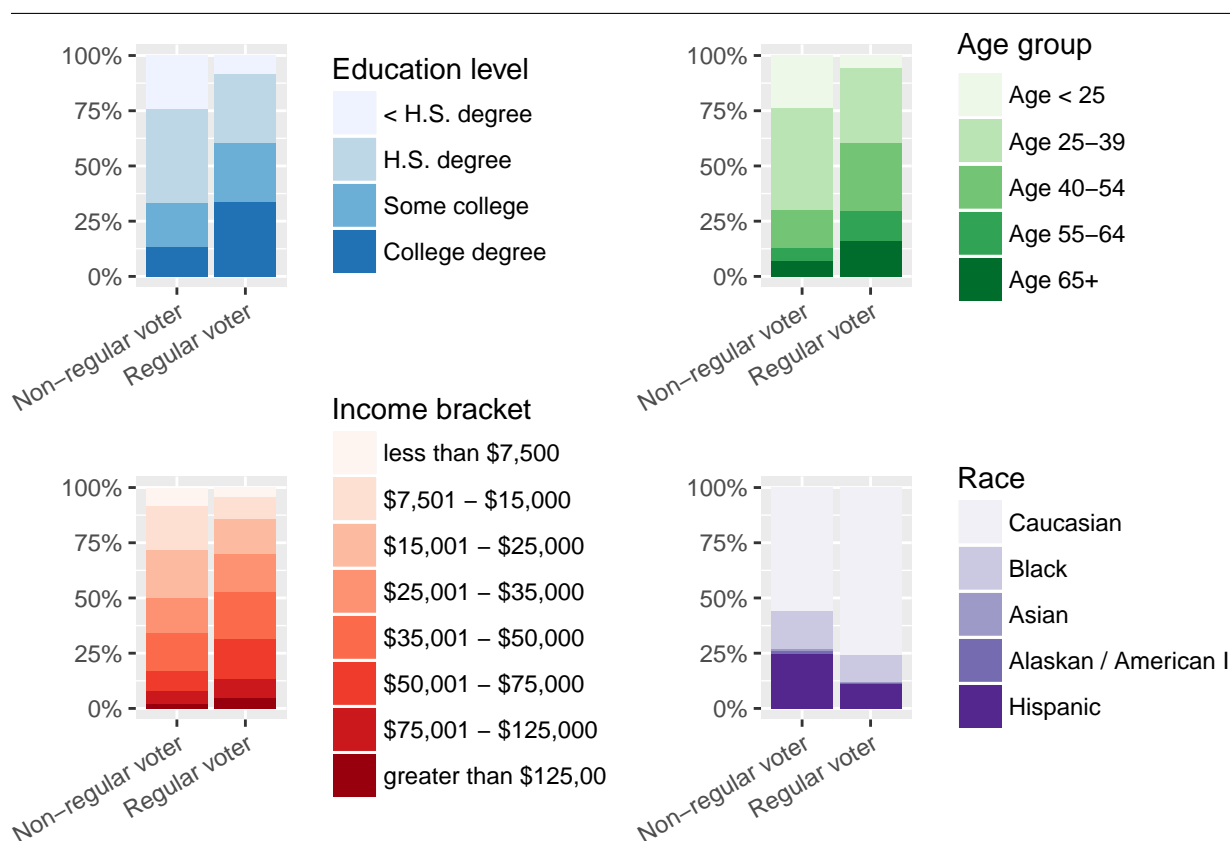 100%
75%
50%
25%
0%
Non−regular voter
Regular voter
Education level
< H.S. degree
H.S. degree
Some college
College degree
100%
75%
50%
25%
0%
Non−regular voter
Regular voter
Age group
Age < 25
Age 25−39
Age 40−54
Age 55−64
Age 65+
100%
75%
50%
25%
0%
Non−regular voter
Regular voter
Income bracket
less than $7,500
$7,501 − $15,000
$15,001 − $25,000
$25,001 − $35,000
$35,001 − $50,000
$50,001 − $75,000
$75,001 − $125,000
greater than $125,00
100%
75%
50%
25%
0%
Non−regular voter
Regular voter
Race
Caucasian
Black
Asian
Alaskan / American I
Hispanic